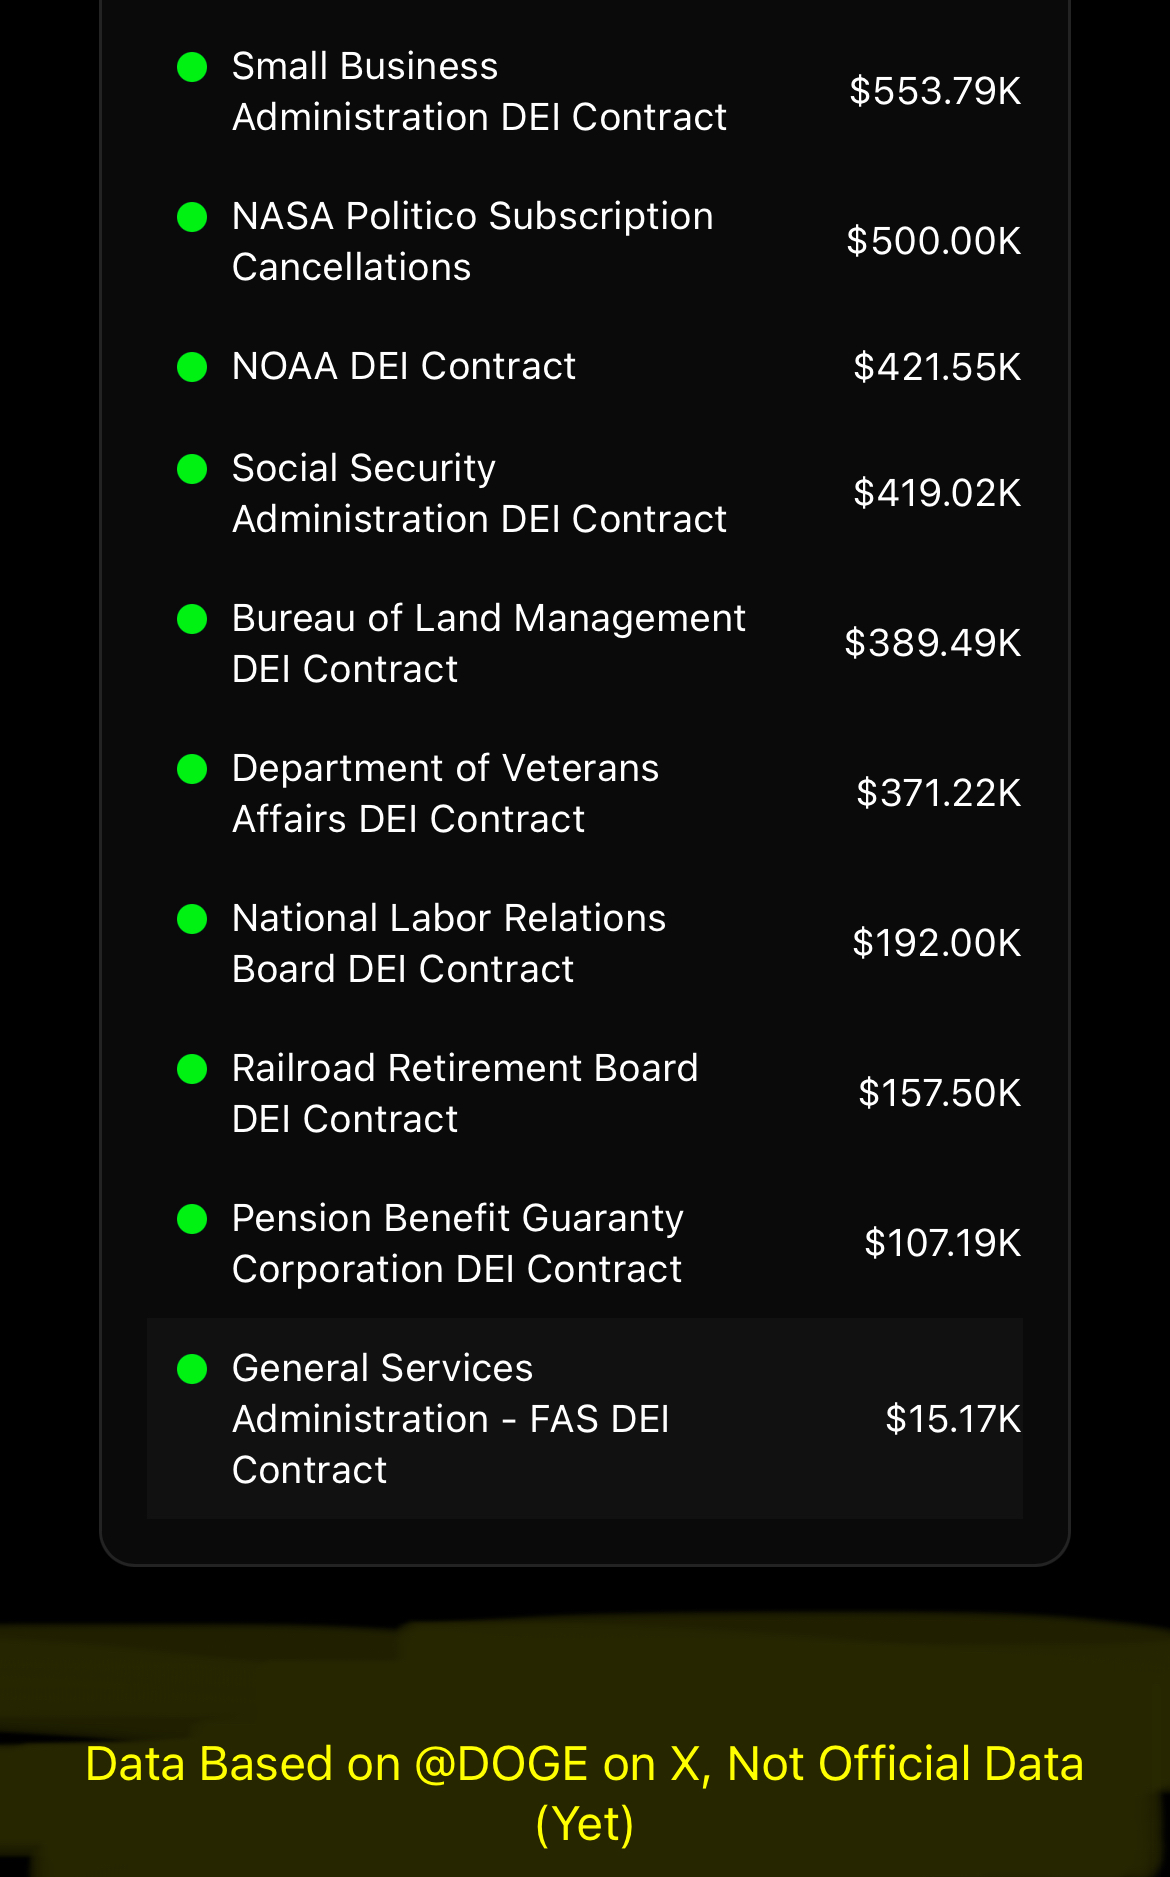 Small Business
Administration DEI Contract
$553.79K
NASA Politico Subscription
Cancellations
$500.00K
NOAA DEI Contract
$421.55K
Social Security
Administration DEI Contract
$419.02K
Bureau of Land Management
DEI Contract
$389.49K
Department of Veterans
Affairs DEI Contract
$371.22K
National Labor Relations
Board DEI Contract
$192.00K
Railroad Retirement Board
DEI Contract
$157.50K
Pension Benefit Guaranty
Corporation DEI Contract
$107.19K
General Services
Administration - FAS DEI
Contract
$15.17K
Data Based on @DOGE on X, Not Official Data
(Yet)